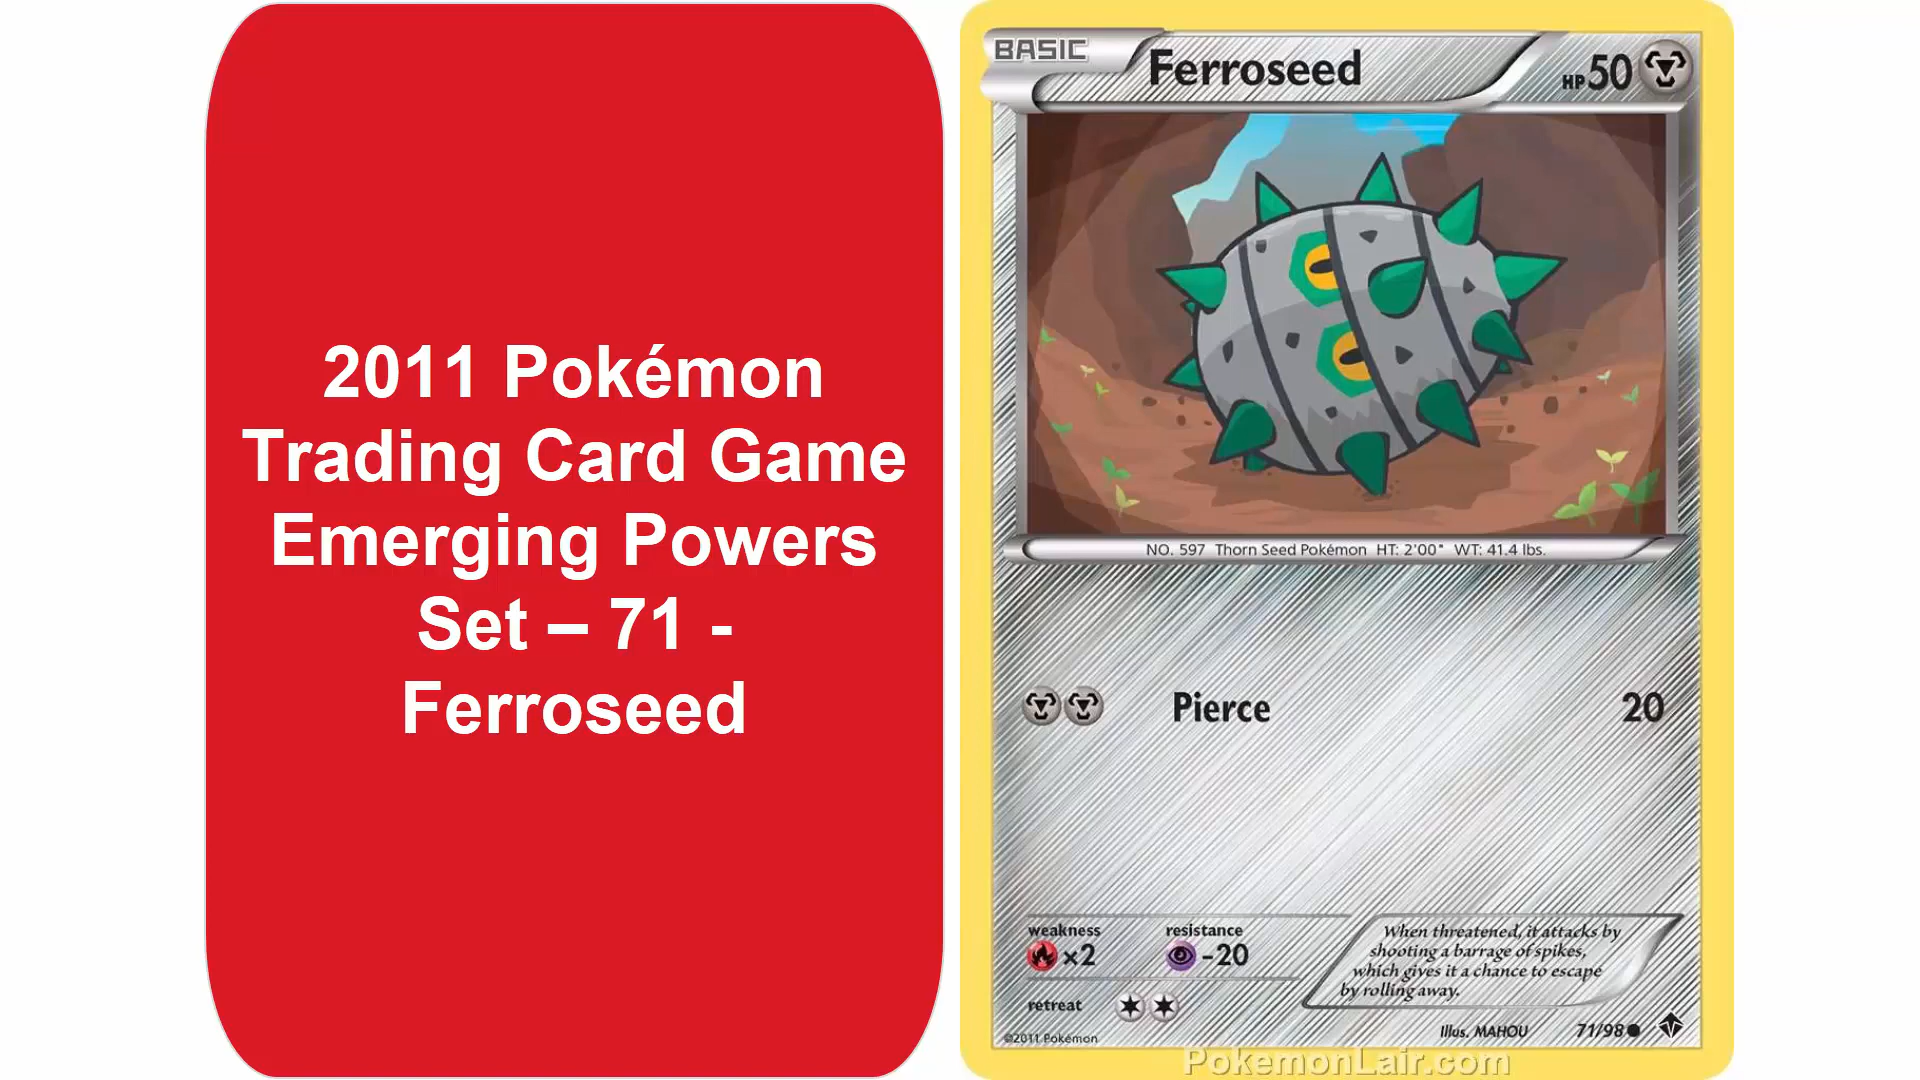 2011 Pokémon
Trading Card Game
Emerging Powers
Set – 71 -
Ferroseed
BASIC
Ferroseed
HP 50
NO. 597 Thorn Seed Pokémon HT: 2'00" WT: 41.4 lbs.
Pierce 20
weakness
×2
resistance
-20
retreat
When threatened, it attacks by
shooting a barrage of spikes,
which gives it a chance to escape
by rolling away.
©2011 Pokémon
Illus. MAHOU
71/98
PokemonLair.com